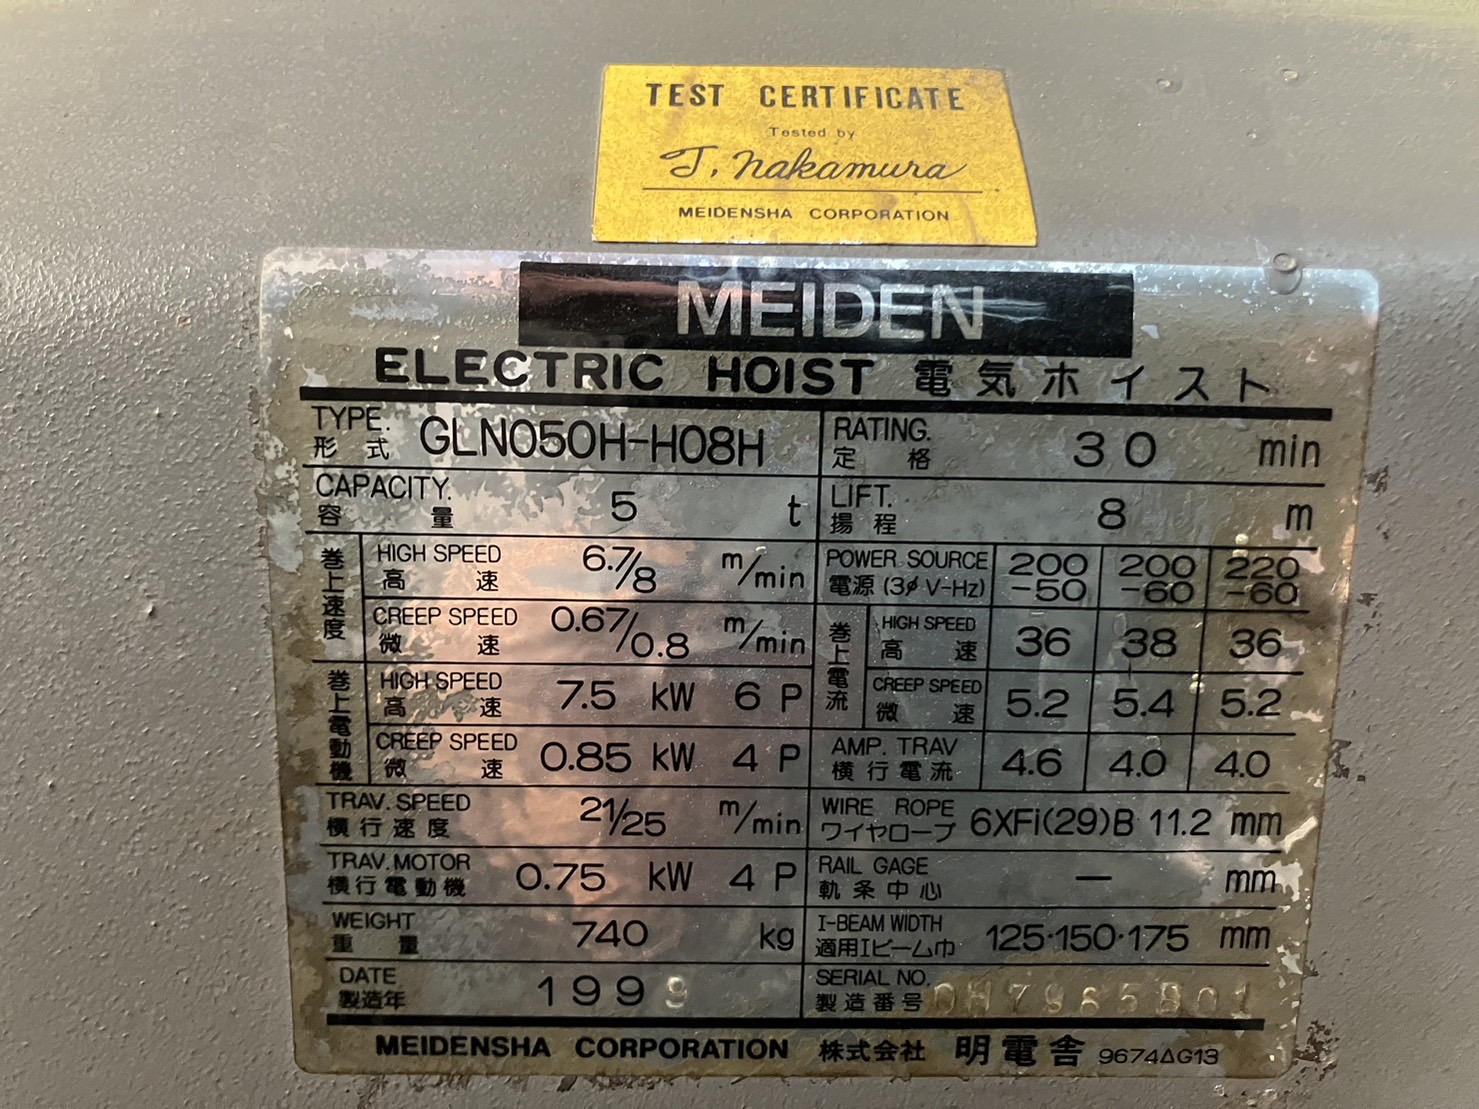 TEST CERTIFICATE
Tested by
T. Nakamura
MEIDENSHA CORPORATION
MEIDEN
ELECTRIC HOIST 電気ホイスト
TYPE. 形式 GLN050H-H08H
RATING. 定格 30 min
CAPACITY. 容量 5 t
LIFT. 揚程 8 m
巻上速度
HIGH SPEED 高速 6.7/8 m/min
CREEP SPEED 微速 0.67/0.8 m/min
POWER SOURCE 電源 (3φ V-Hz) 200-50 200-60 220-60
巻上電流
HIGH SPEED 高速 36 38 36
CREEP SPEED 微速 5.2 5.4 5.2
巻上電動機
HIGH SPEED 高速 7.5 kW 6 P
CREEP SPEED 微速 0.85 kW 4 P
AMP. TRAV 横行電流 4.6 4.0 4.0
TRAV. SPEED 横行速度 21/25 m/min
WIRE ROPE ワイヤロープ 6XFi(29)B 11.2 mm
TRAV. MOTOR 横行電動機 0.75 kW 4 P
RAIL GAGE 軌条中心 — mm
WEIGHT 重量 740 kg
I-BEAM WIDTH 適用Iビーム巾 125·150·175 mm
DATE 製造年 1999
SERIAL NO. 製造番号
MEIDENSHA CORPORATION 株式会社 明電舎 9674ΔG13